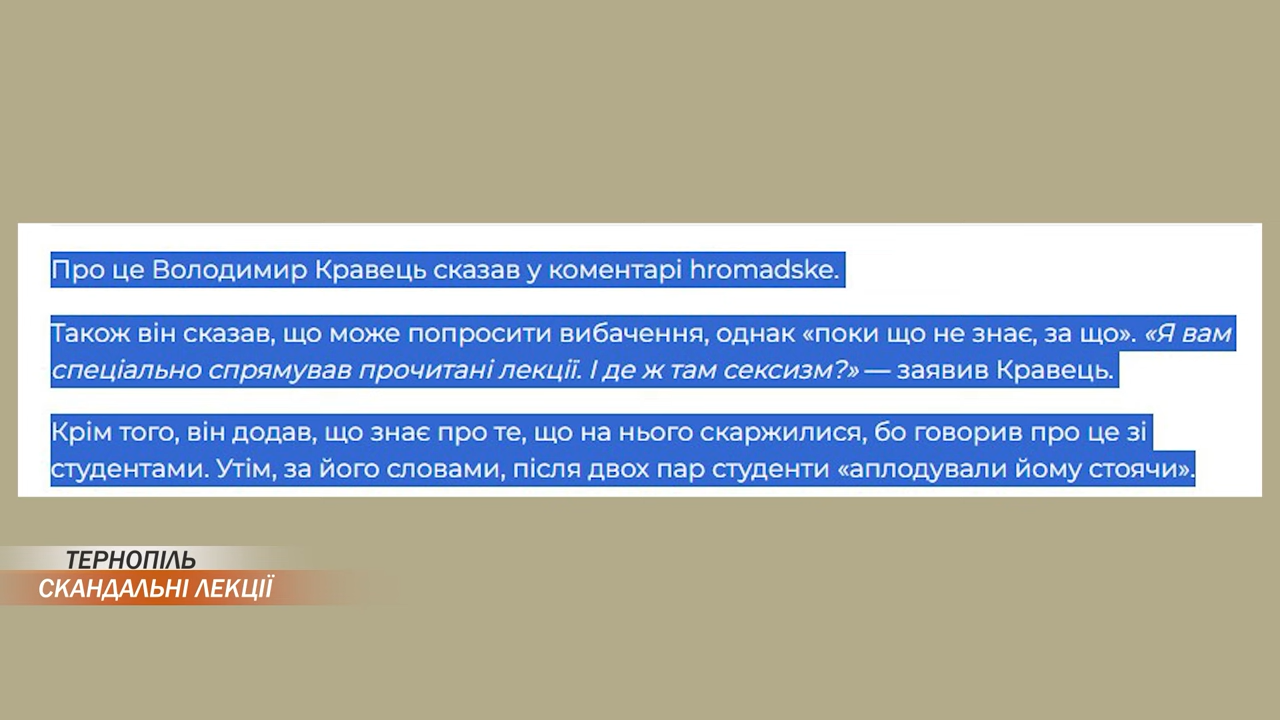 Про це Володимир Кравець сказав у коментарі hromadske.
Також він сказав, що може попросити вибачення, однак «поки що не знає, за що». «Я вам
спеціально спрямував прочитані лекції. І де ж там сексизм?» — заявив Кравець.
Крім того, він додав, що знає про те, що на нього скаржилися, бо говорив про це зі
студентами. Утім, за його словами, після двох пар студенти «аплодували йому стоячи».
ТЕРНОПІЛЬ
СКАНДАЛЬНІ ЛЕКЦІЇ